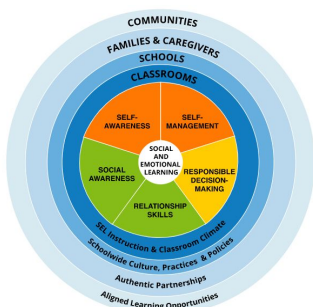 COMMUNITIES
FAMILIES & CAREGIVERS
SCHOOLS
CLASSROOMS
SELF-
AWARENESS
SELF-
MANAGEMENT
SOCIAL
AND
EMOTIONAL
LEARNING
SOCIAL
AWARENESS
RESPONSIBLE
DECISION-
MAKING
RELATIONSHIP
SKILLS
SEL Instruction & Classroom Climate
Schoolwide Culture, Practices & Policies
Authentic Partnerships
Aligned Learning Opportunities